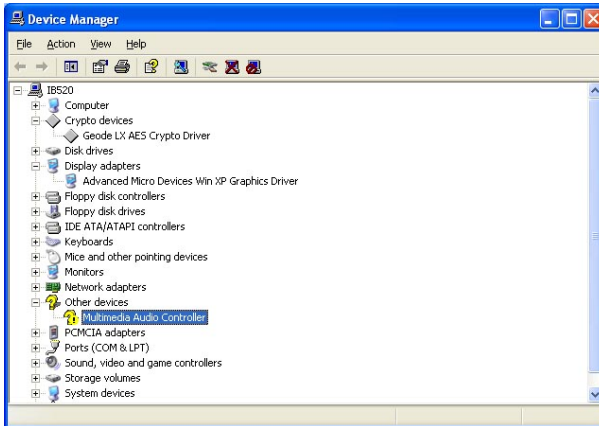 Device Manager
File Action View Help
IB520
Computer
Crypto devices
Geode LX AES Crypto Driver
Disk drives
Display adapters
Advanced Micro Devices Win XP Graphics Driver
Floppy disk controllers
Floppy disk drives
IDE ATA/ATAPI controllers
Keyboards
Mice and other pointing devices
Monitors
Network adapters
Other devices
Multimedia Audio Controller
PCMCIA adapters
Ports (COM & LPT)
Sound, video and game controllers
Storage volumes
System devices